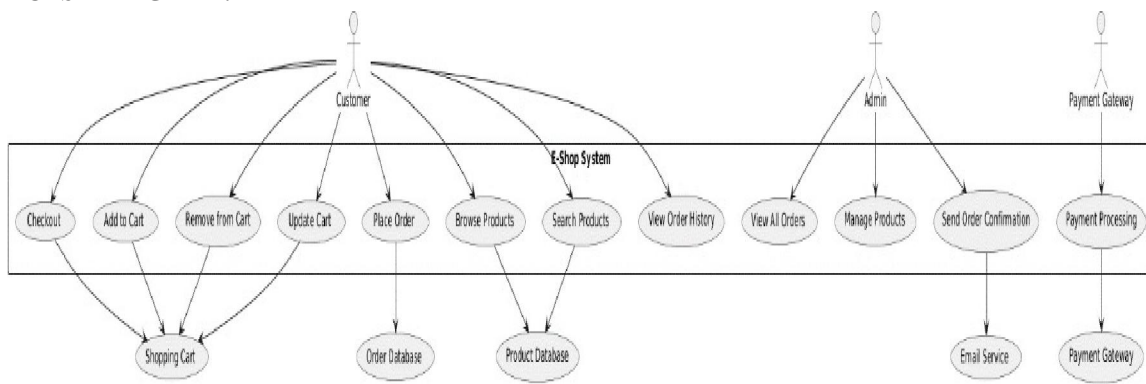 Customer
Admin
Payment Gateway
E-Shop System
Checkout
Add to Cart
Remove from Cart
Update Cart
Place Order
Browse Products
Search Products
View Order History
View All Orders
Manage Products
Send Order Confirmation
Payment Processing
Shopping Cart
Order Database
Product Database
Email Service
Payment Gateway